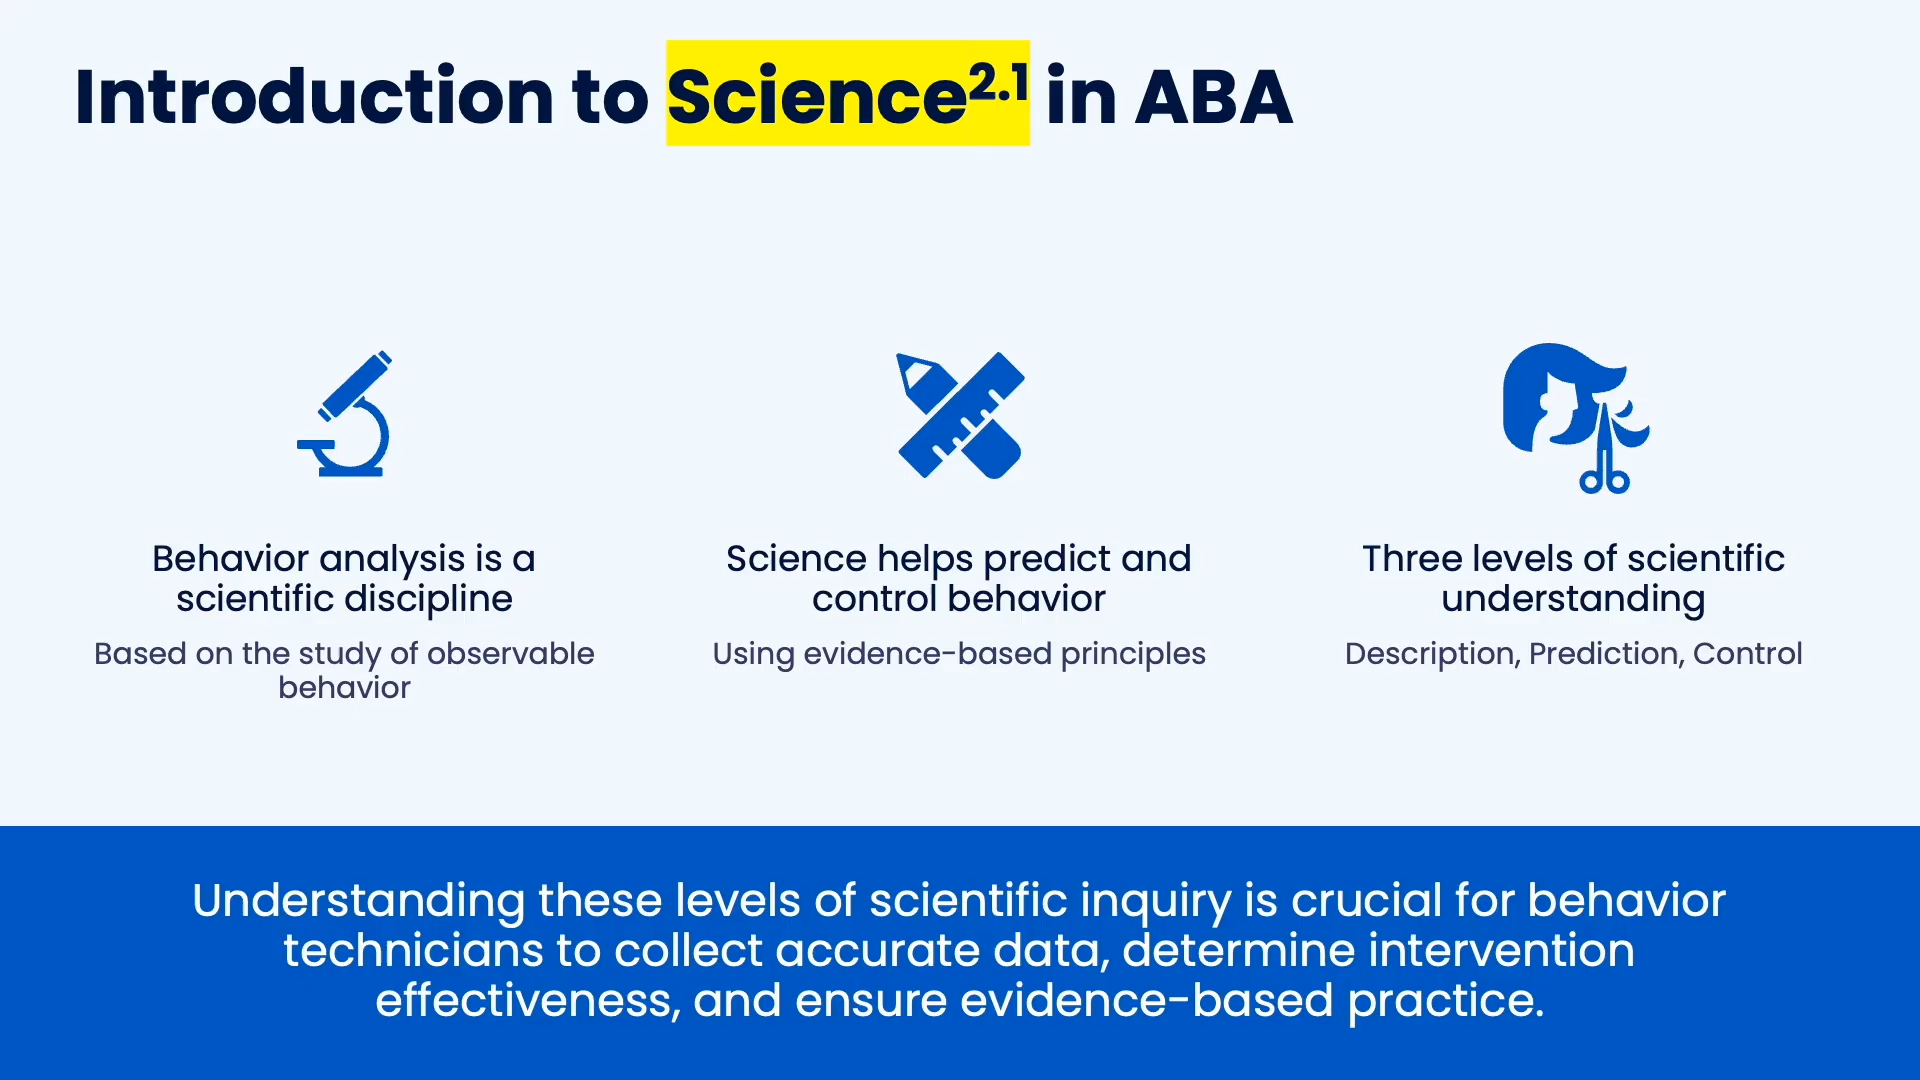 Introduction to Science²·¹ in ABA
Behavior analysis is a
scientific discipline
Based on the study of observable
behavior
Science helps predict and
control behavior
Using evidence-based principles
Three levels of scientific
understanding
Description, Prediction, Control
Understanding these levels of scientific inquiry is crucial for behavior
technicians to collect accurate data, determine intervention
effectiveness, and ensure evidence-based practice.